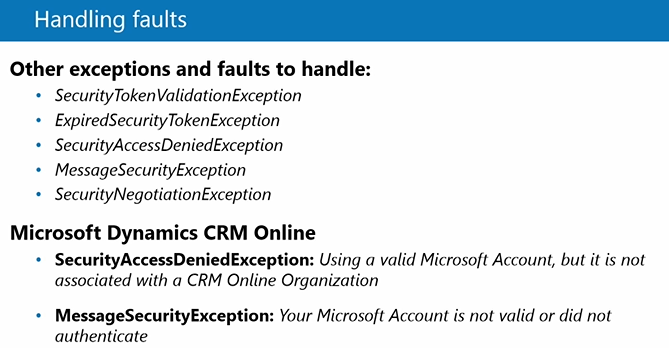 Handling faults
Other exceptions and faults to handle:
• SecurityTokenValidationException
• ExpiredSecurityTokenException
• SecurityAccessDeniedException
• MessageSecurityException
• SecurityNegotiationException
Microsoft Dynamics CRM Online
• SecurityAccessDeniedException: Using a valid Microsoft Account, but it is not
associated with a CRM Online Organization
• MessageSecurityException: Your Microsoft Account is not valid or did not
authenticate